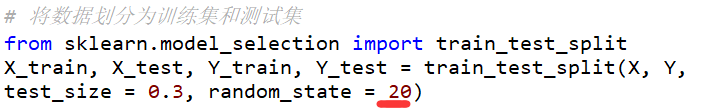 # 将数据划分为训练集和测试集
from sklearn.model_selection import train_test_split
X_train, X_test, Y_train, Y_test = train_test_split(X, Y,
test_size = 0.3, random_state = 20)